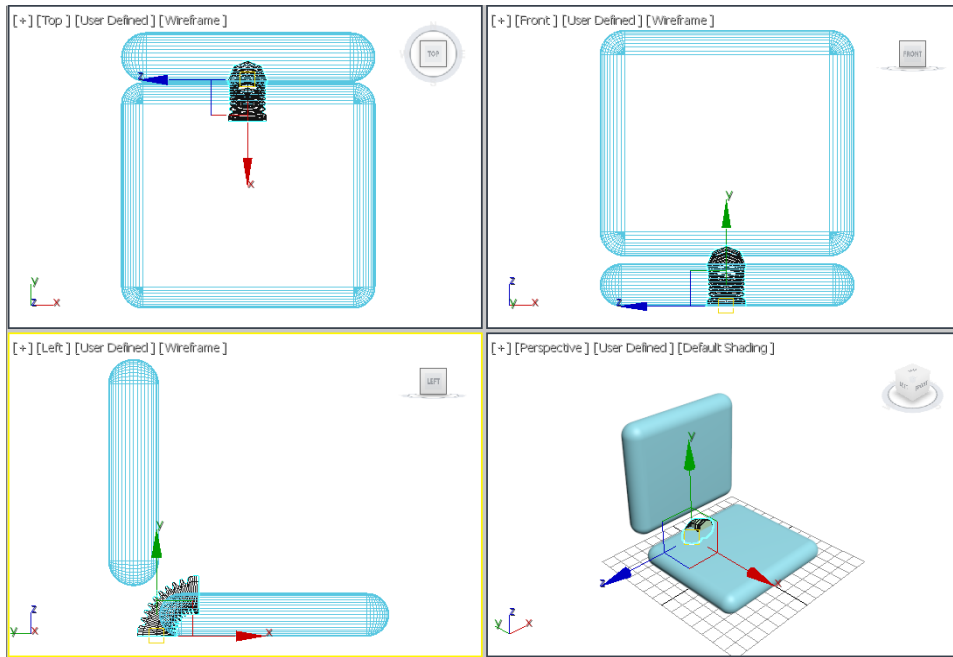 [+] [Top] [User Defined] [Wireframe]
TOP
z
x
y
z x
[+] [Front] [User Defined] [Wireframe]
FRONT
y
z
z
y x
[+] [Left] [User Defined] [Wireframe]
LEFT
y
x
z
y x
[+] [Perspective] [User Defined] [Default Shading]
y
z
x
z
y x